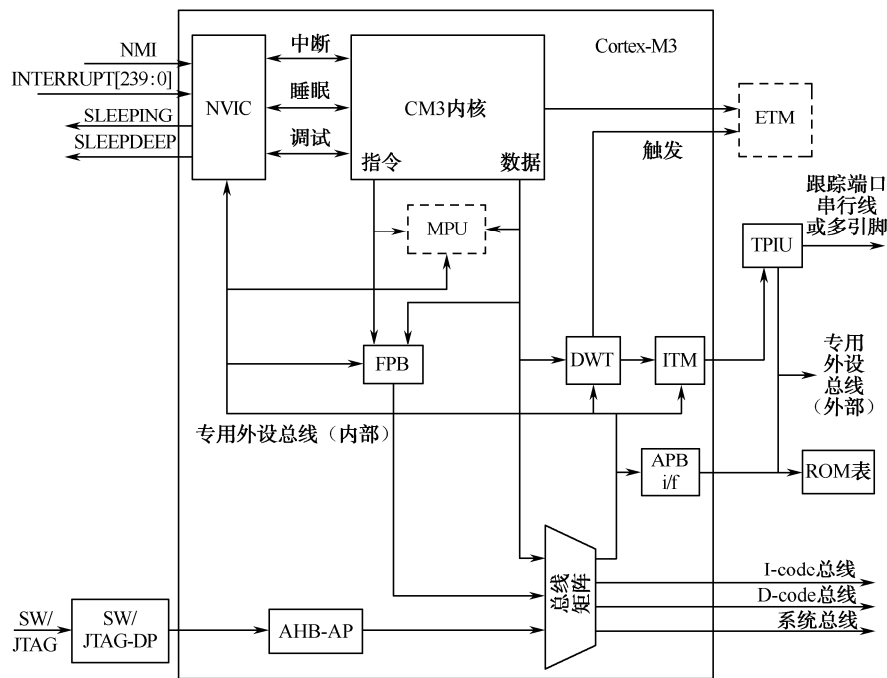 Cortex-M3
NMI
INTERRUPT[239:0]
SLEEPING
SLEEPDEEP
NVIC
中断
睡眠
调试
CM3内核
指令
数据
ETM
触发
MPU
跟踪端口
串行线
或多引脚
TPIU
FPB
DWT
ITM
专用
外设
总线
（外部）
专用外设总线（内部）
APB
i/f
ROM表
总线
矩阵
I-code总线
D-code总线
系统总线
SW/
JTAG
SW/
JTAG-DP
AHB-AP